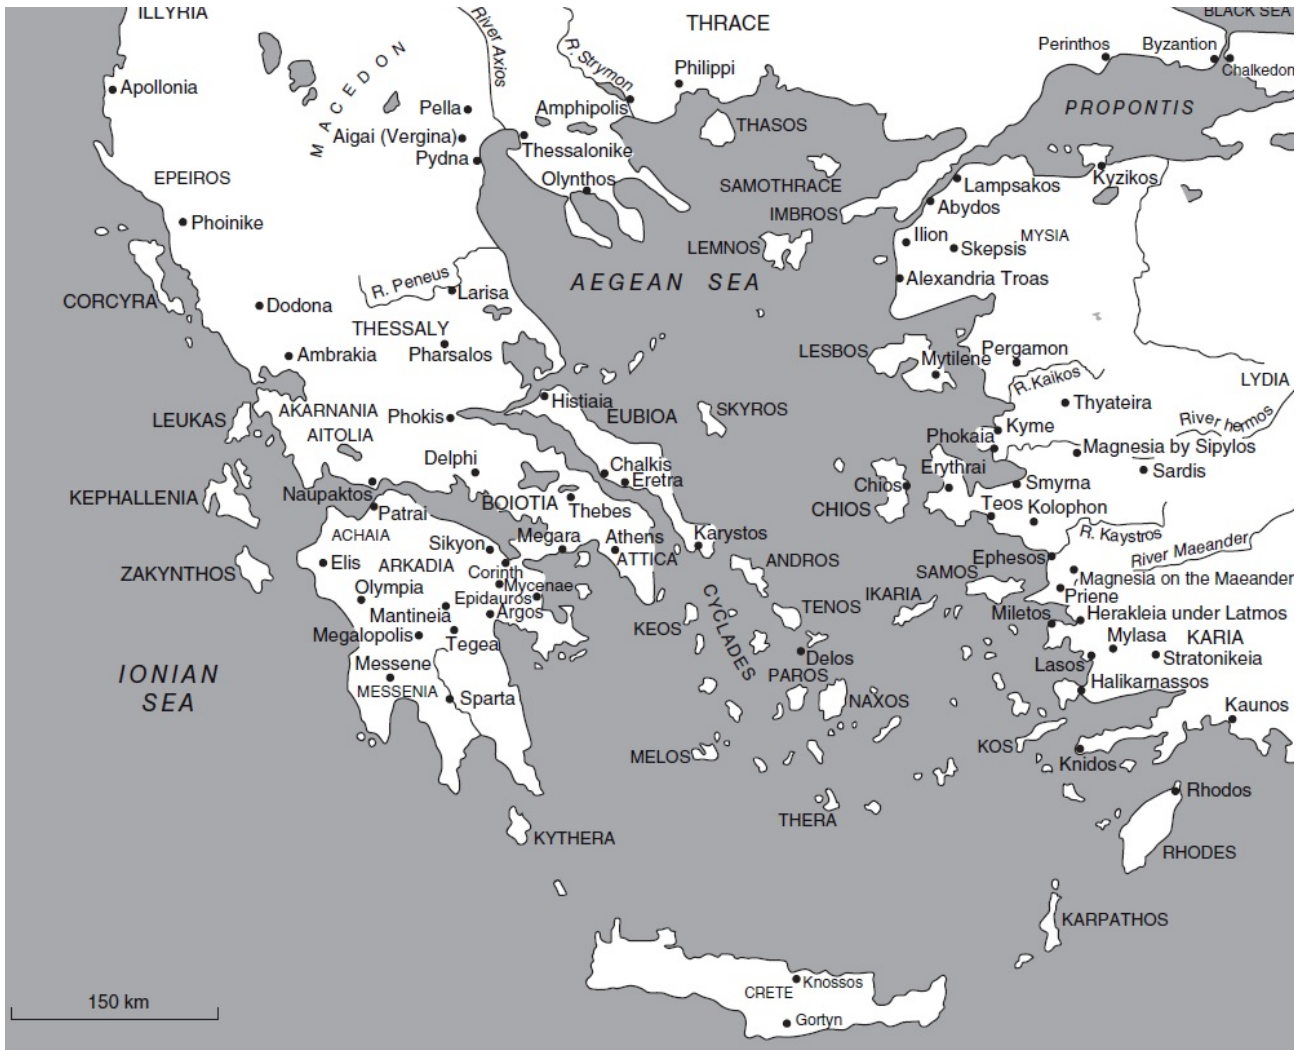 ILLYRIA
THRACE
BLACK SEA
River Axios
R. Strymon
MACEDON
Perinthos
Byzantion
Chalkedon
Philippi
Apollonia
PROPONTIS
Pella
Amphipolis
THASOS
Aigai (Vergina)
Thessalonike
Pydna
EPEIROS
Olynthos
SAMOTHRACE
Lampsakos
Kyzikos
Abydos
IMBROS
Phoinike
Ilion
MYSIA
LEMNOS
Skepsis
AEGEAN SEA
R. Peneus
Larisa
Alexandria Troas
CORCYRA
Dodona
THESSALY
Ambrakia
Pharsalos
LESBOS
Mytilene
Pergamon
R. Kaikos
LYDIA
AKARNANIA
Histiaia
SKYROS
Thyateira
LEUKAS
Phokis
EUBIOA
River hermos
AITOLIA
Kyme
Phokaia
Magnesia by Sipylos
Delphi
Chalkis
Erythrai
Sardis
Eretra
Chios
Smyrna
KEPHALLENIA
Naupaktos
BOIOTIA
Thebes
CHIOS
Teos
Kolophon
Patrai
ACHAIA
Sikyon
Megara
Athens
Karystos
R. Kaystros
River Maeander
Elis
ARKADIA
ATTICA
ANDROS
Ephesos
ZAKYNTHOS
Corinth
SAMOS
Magnesia on the Maeander
Olympia
Mycenae
IKARIA
Priene
Epidauros
CYCLADES
TENOS
Mantineia
Argos
Miletos
Herakleia under Latmos
Megalopolis
KEOS
Tegea
Mylasa
KARIA
Messene
Delos
Lasos
Stratonikeia
IONIAN
SEA
PAROS
MESSENIA
Sparta
NAXOS
Halikarnassos
Kaunos
MELOS
KOS
Knidos
Rhodos
THERA
KYTHERA
RHODES
KARPATHOS
Knossos
CRETE
150 km
Gortyn